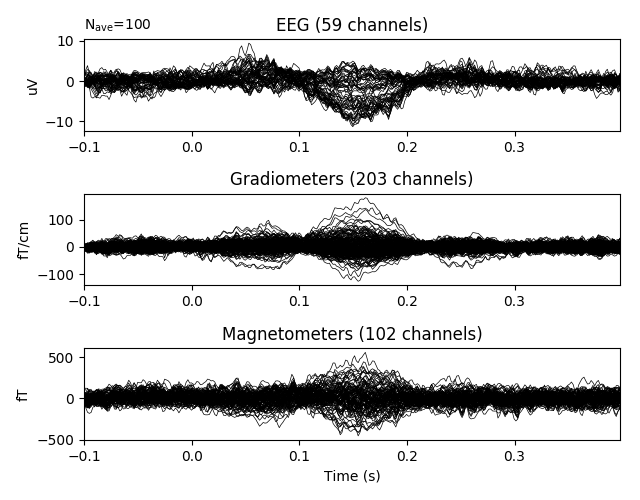 N_ave=100
EEG (59 channels)
10
0
−10
uV
−0.1 0.0 0.1 0.2 0.3
Gradiometers (203 channels)
100
0
−100
fT/cm
−0.1 0.0 0.1 0.2 0.3
Magnetometers (102 channels)
500
0
−500
fT
−0.1 0.0 0.1 0.2 0.3
Time (s)